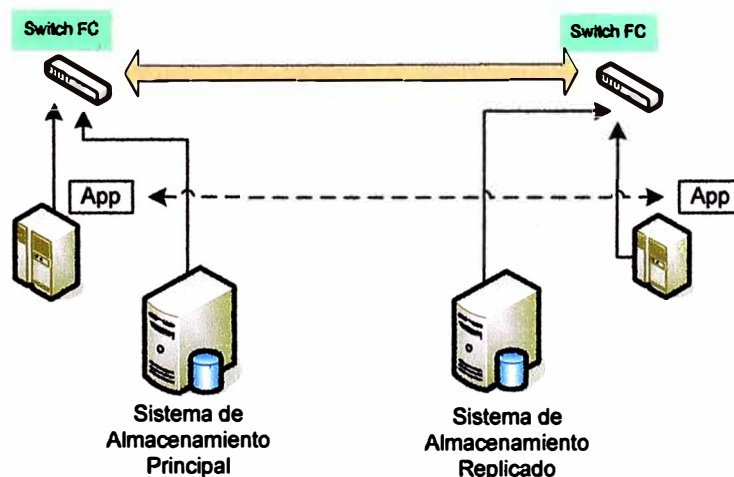 Switch FC
Switch FC
App
App
Sistema de
Almacenamiento
Principal
Sistema de
Almacenamiento
Replicado